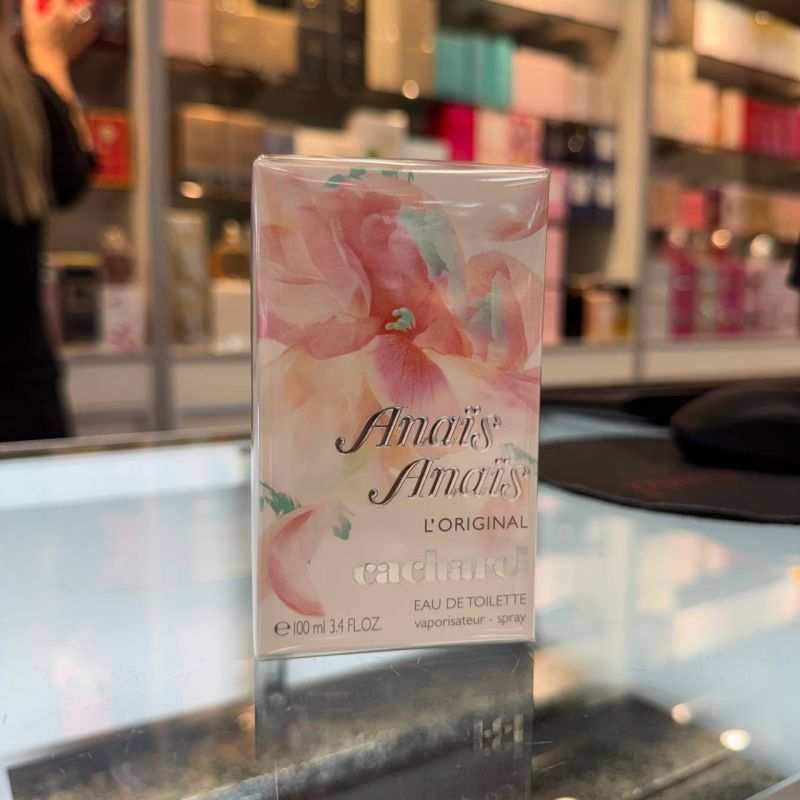 Anaïs
Anaïs
L'ORIGINAL
cacharel
EAU DE TOILETTE
℮100 ml 3.4 FL.OZ.
vaporisateur - spray